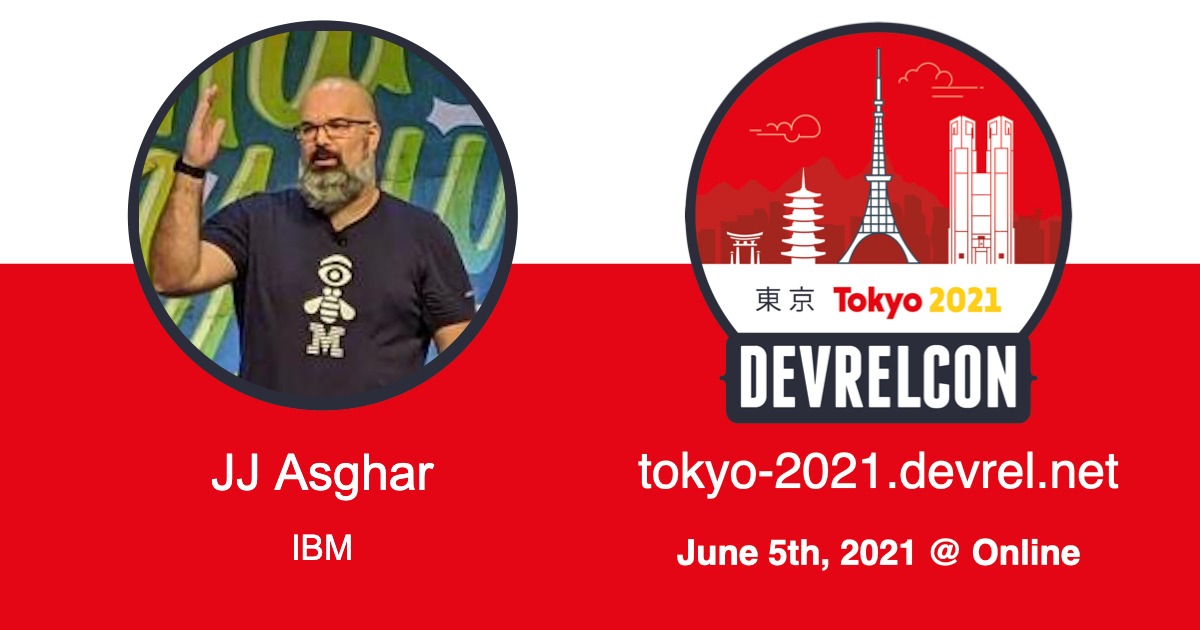 JJ Asghar
IBM
東京 Tokyo 2021
DEVRELCON
tokyo-2021.devrel.net
June 5th, 2021 @ Online
M